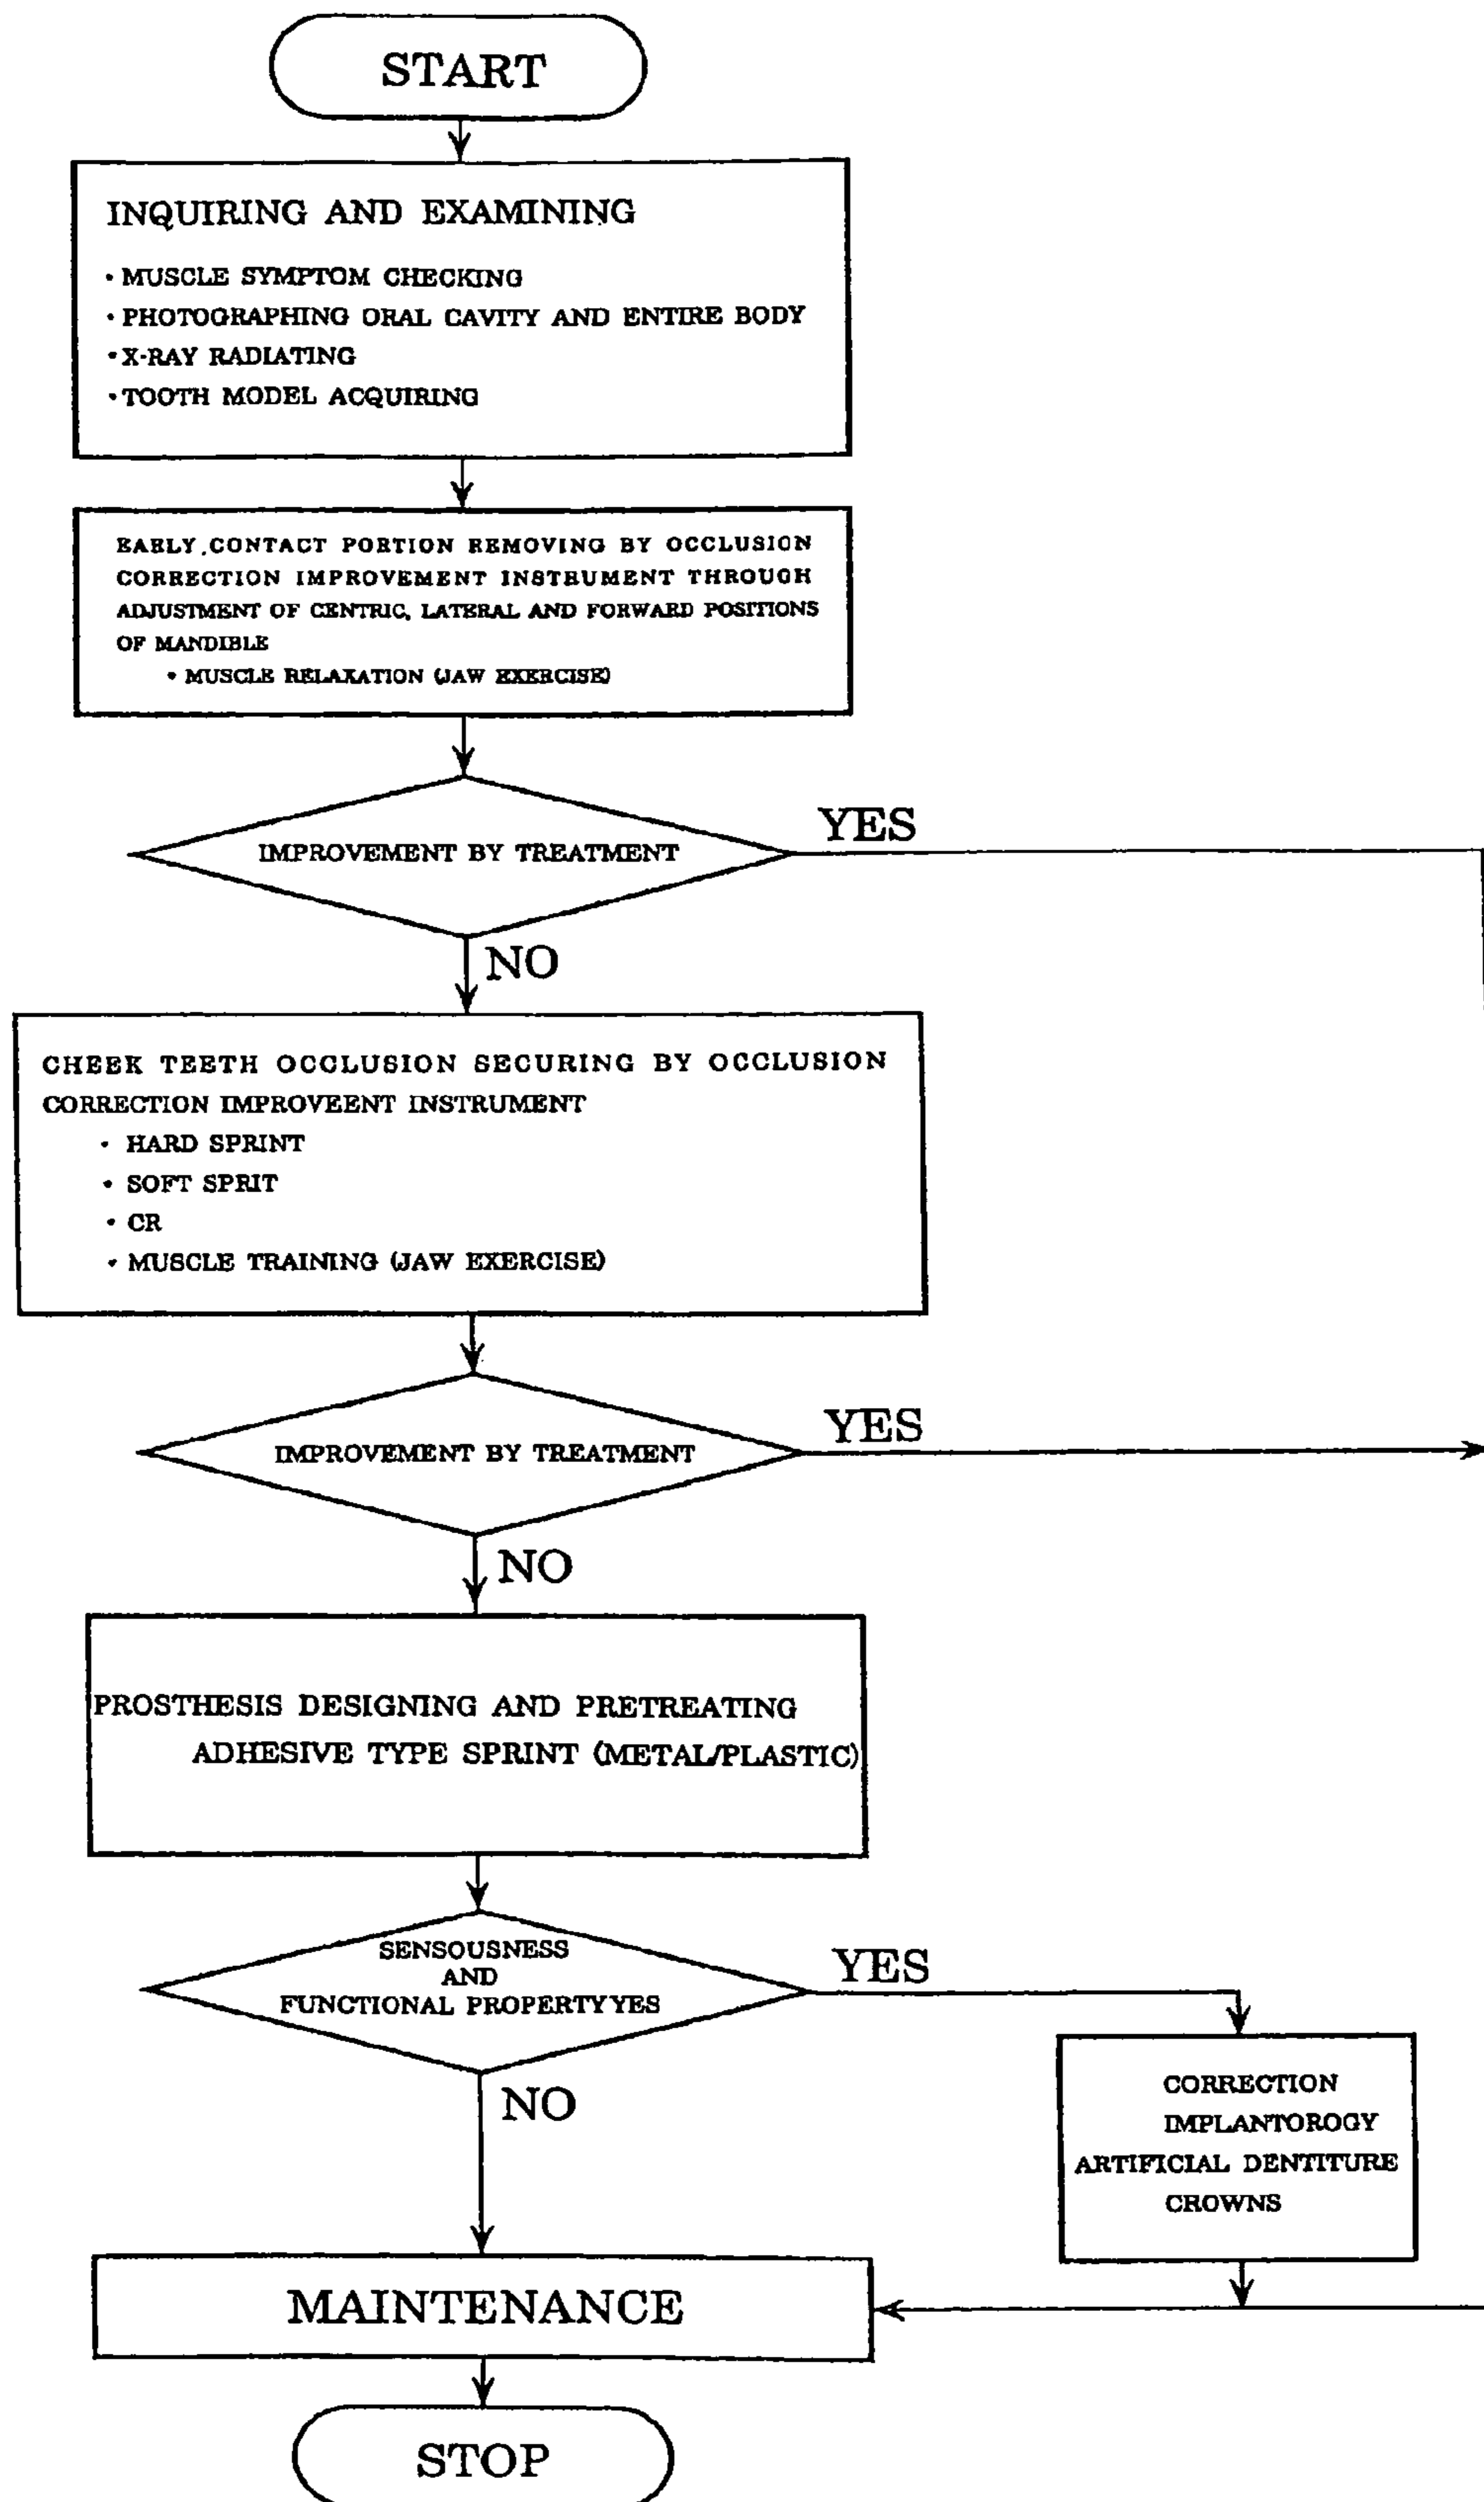 START
INQUIRING AND EXAMINING
・MUSCLE SYMPTOM CHECKING
・PHOTOGRAPHING ORAL CAVITY AND ENTIRE BODY
・X-RAY RADIATING
・TOOTH MODEL ACQUIRING
EARLY CONTACT PORTION REMOVING BY OCCLUSION
CORRECTION IMPROVEMENT INSTRUMENT THROUGH
ADJUSTMENT OF CENTRIC, LATERAL AND FORWARD POSITIONS
OF MANDIBLE
・MUSCLE RELAXATION (JAW EXERCISE)
IMPROVEMENT BY TREATMENT
YES
NO
CHEEK TEETH OCCLUSION SECURING BY OCCLUSION
CORRECTION IMPROVEENT INSTRUMENT
・HARD SPRINT
・SOFT SPRIT
・CR
・MUSCLE TRAINING (JAW EXERCISE)
IMPROVEMENT BY TREATMENT
YES
NO
PROSTHESIS DESIGNING AND PRETREATING
ADHESIVE TYPE SPRINT (METAL/PLASTIC)
SENSOUSNESS
AND
FUNCTIONAL PROPERTYYES
YES
NO
CORRECTION
IMPLANTOROGY
ARTIFICIAL DENTITURE
CROWNS
MAINTENANCE
STOP